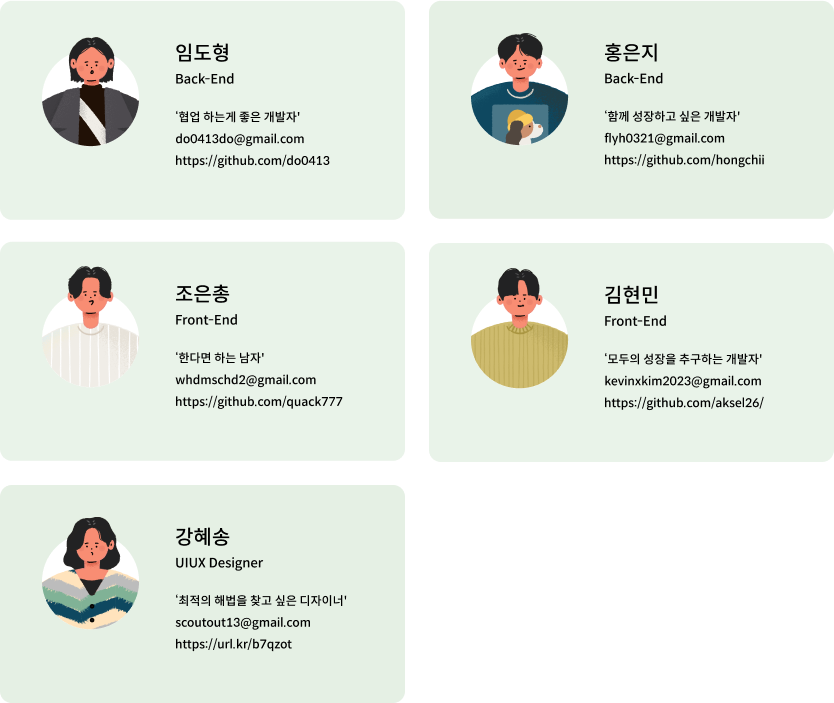 임도형
Back-End
'협업 하는게 좋은 개발자'
do0413do@gmail.com
https://github.com/do0413
홍은지
Back-End
'함께 성장하고 싶은 개발자'
flyh0321@gmail.com
https://github.com/hongchii
조은총
Front-End
'한다면 하는 남자'
whdmschd2@gmail.com
https://github.com/quack777
김현민
Front-End
'모두의 성장을 추구하는 개발자'
kevinxkim2023@gmail.com
https://github.com/aksel26/
강혜송
UIUX Designer
'최적의 해법을 찾고 싶은 디자이너'
scoutout13@gmail.com
https://url.kr/b7qzot